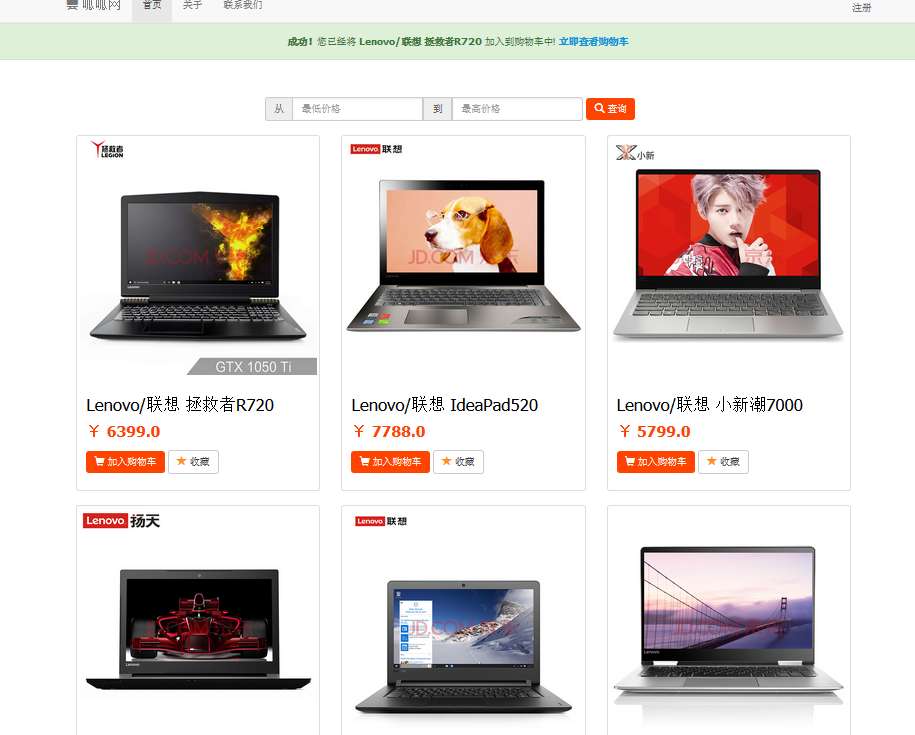 首页 关于 联系我们 注册
成功！您已经将 Lenovo/联想 拯救者R720 加入到购物车中! 立即查看购物车
从 最低价格 到 最高价格 查询
拯救者
LEGION
Lenovo 联想
小新
JD.COM 京东
JD.COM 京东
京
GTX 1050 Ti
Lenovo/联想 拯救者R720
Lenovo/联想 IdeaPad520
Lenovo/联想 小新潮7000
￥ 6399.0
￥ 7788.0
￥ 5799.0
加入购物车 收藏
加入购物车 收藏
加入购物车 收藏
Lenovo 扬天
Lenovo 联想